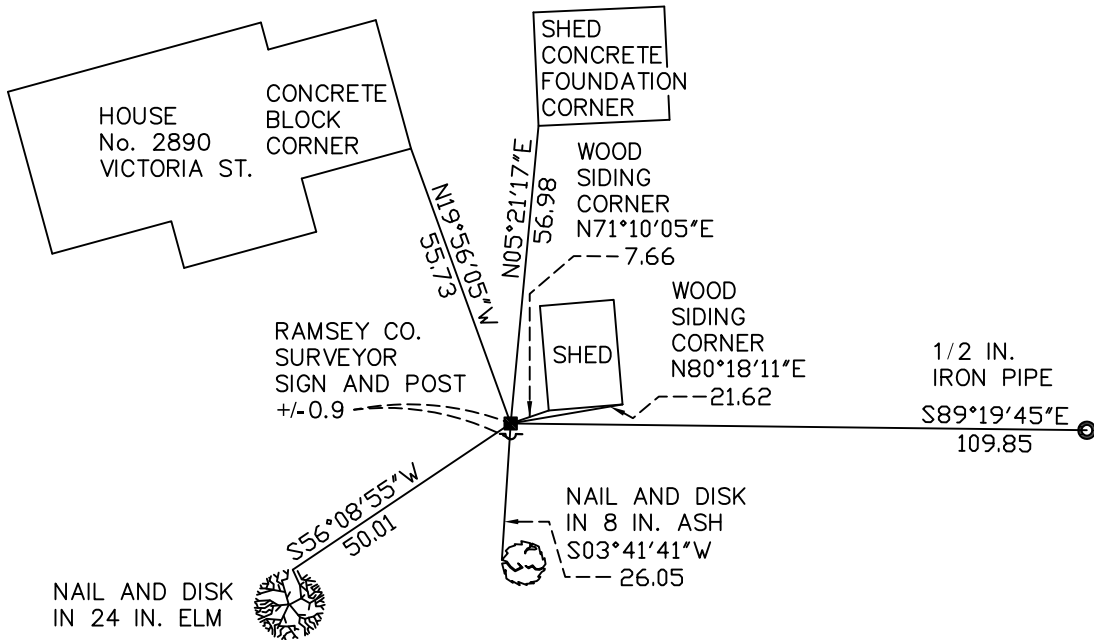 SHED
CONCRETE
FOUNDATION
CORNER
HOUSE
No. 2890
VICTORIA ST.
CONCRETE
BLOCK
CORNER
N19°56'05"W
55.73
N05°21'17"E
56.98
WOOD
SIDING
CORNER
N71°10'05"E
7.66
WOOD
SIDING
CORNER
N80°18'11"E
21.62
SHED
RAMSEY CO.
SURVEYOR
SIGN AND POST
+/-0.9
1/2 IN.
IRON PIPE
S89°19'45"E
109.85
S56°08'55"W
50.01
NAIL AND DISK
IN 8 IN. ASH
S03°41'41"W
26.05
NAIL AND DISK
IN 24 IN. ELM